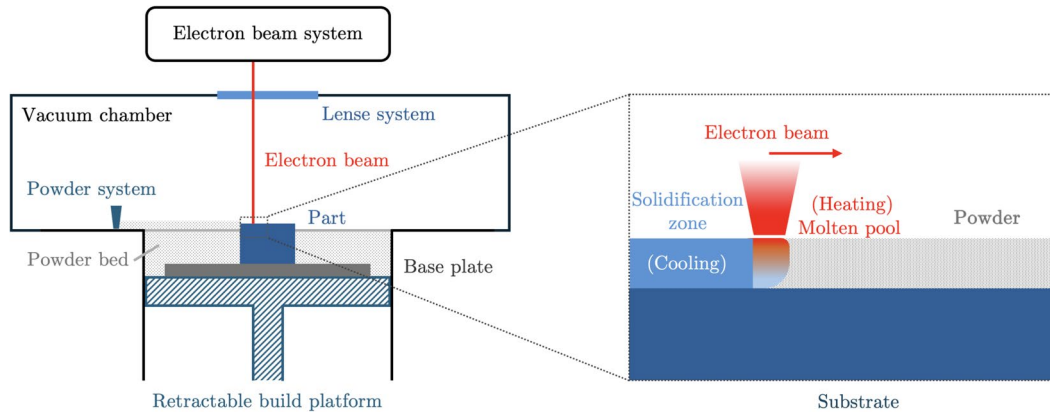 Electron beam system
Vacuum chamber
Lense system
Electron beam
Powder system
Part
Powder bed
Base plate
Retractable build platform
Electron beam
Solidification
zone
(Heating)
Molten pool
Powder
(Cooling)
Substrate